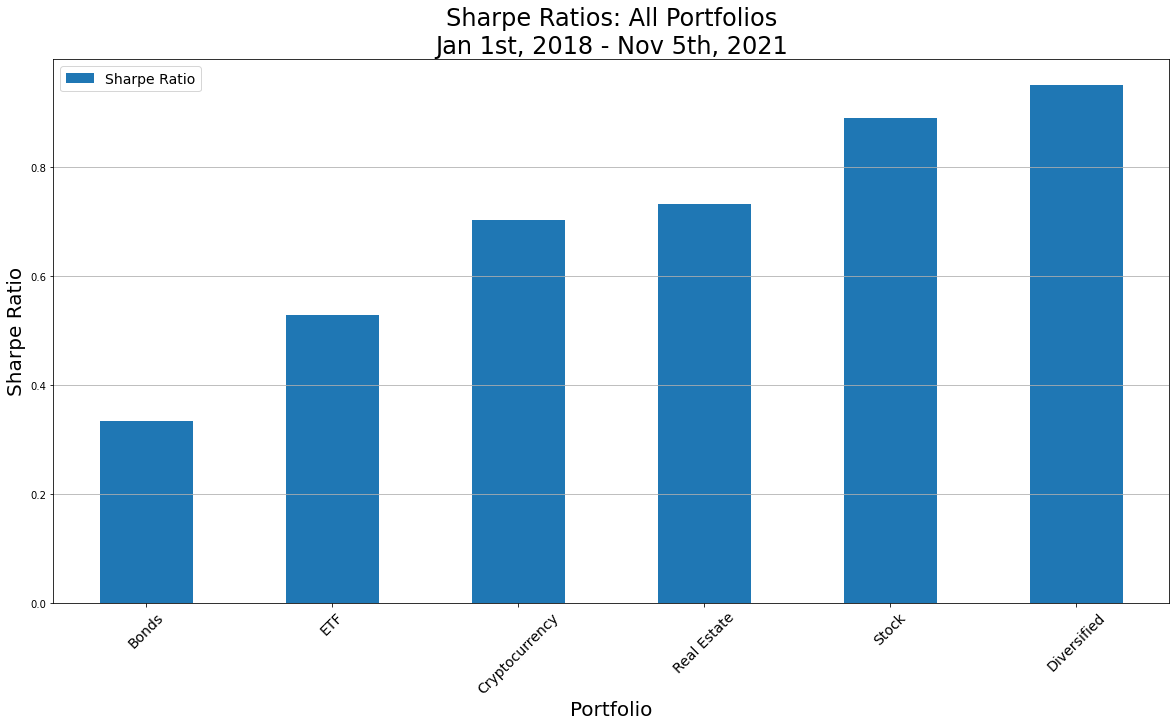 Sharpe Ratios: All Portfolios
Jan 1st, 2018 - Nov 5th, 2021
Sharpe Ratio
0.8
0.6
0.4
0.2
0.0
Sharpe Ratio
Bonds
ETF
Cryptocurrency
Real Estate
Stock
Diversified
Portfolio